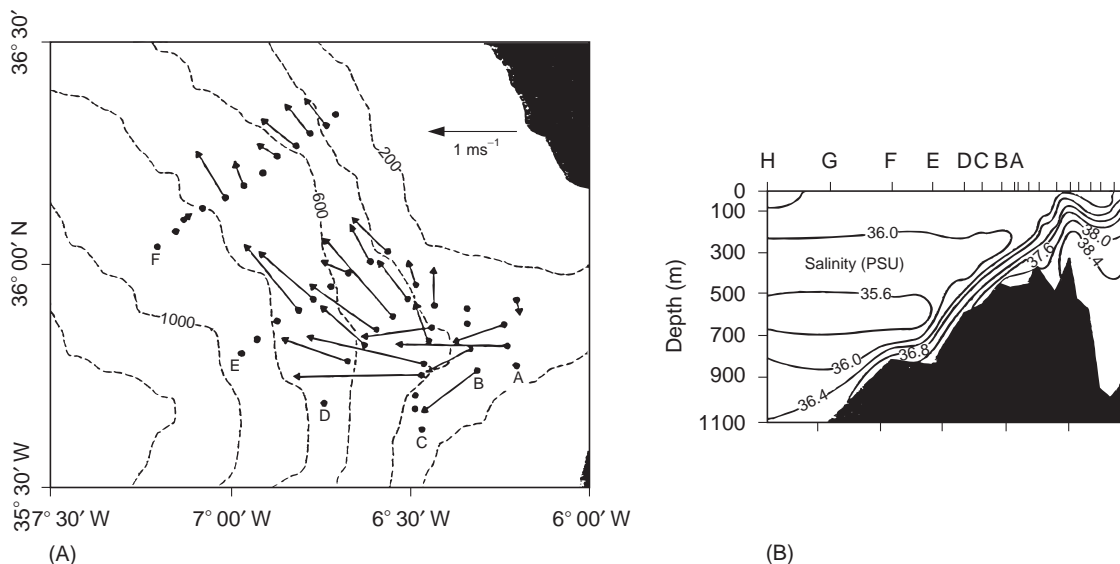 36° 30′
36° 00′ N
35° 30′ W
7° 30′ W
7° 00′ W
6° 30′ W
6° 00′ W
200
600
1000
1 ms⁻¹
F
E
D
C
B
A
(A)
H G F E D C B A
0
100
300
500
700
900
1100
Depth (m)
36.0
Salinity (PSU)
35.6
36.0
36.4
36.8
37.6
38.0
38.4
(B)